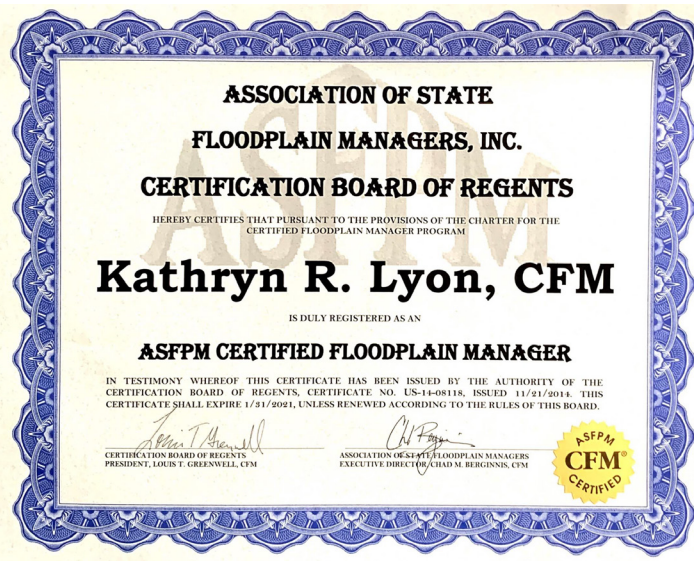 ASSOCIATION OF STATE
FLOODPLAIN MANAGERS, INC.
CERTIFICATION BOARD OF REGENTS
HEREBY CERTIFIES THAT PURSUANT TO THE PROVISIONS OF THE CHARTER FOR THE
CERTIFIED FLOODPLAIN MANAGER PROGRAM
Kathryn R. Lyon, CFM
IS DULY REGISTERED AS AN
ASFPM CERTIFIED FLOODPLAIN MANAGER
IN TESTIMONY WHEREOF THIS CERTIFICATE HAS BEEN ISSUED BY THE AUTHORITY OF THE
CERTIFICATION BOARD OF REGENTS, CERTIFICATE NO. US-14-08118, ISSUED 11/21/2014. THIS
CERTIFICATE SHALL EXPIRE 1/31/2021, UNLESS RENEWED ACCORDING TO THE RULES OF THIS BOARD.
Louis T Greenwell
CERTIFICATION BOARD OF REGENTS
PRESIDENT, LOUIS T. GREENWELL, CFM
ASSOCIATION OF STATE FLOODPLAIN MANAGERS
EXECUTIVE DIRECTOR, CHAD M. BERGINNIS, CFM
ASFPM
CFM®
CERTIFIED
ASFPM